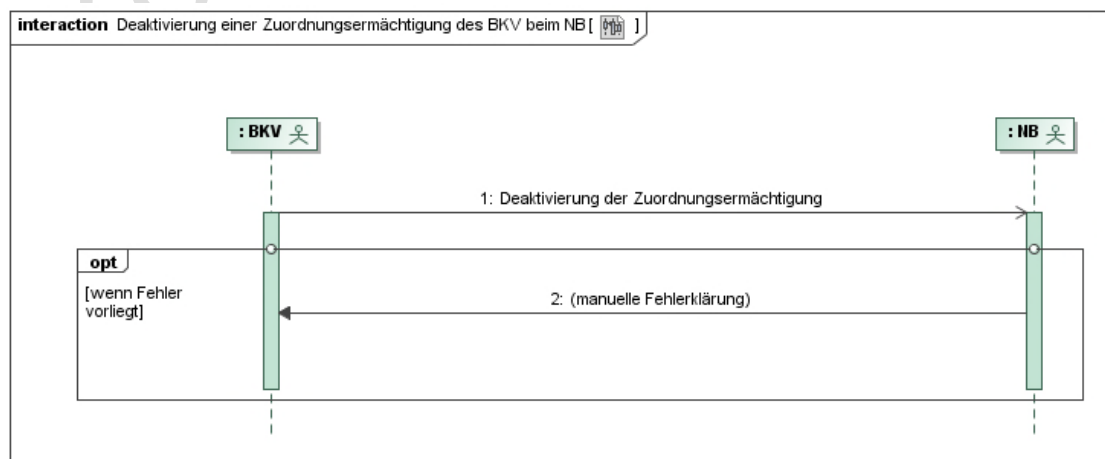 interaction Deaktivierung einer Zuordnungsermächtigung des BKV beim NB [ ]
: BKV
: NB
1: Deaktivierung der Zuordnungsermächtigung
opt
[wenn Fehler
vorliegt]
2: (manuelle Fehlerklärung)